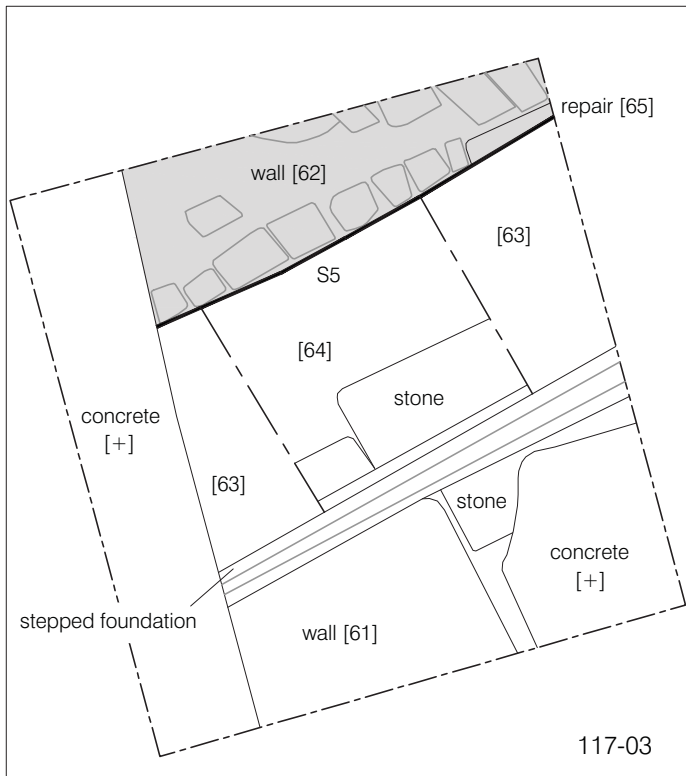 repair [65]
wall [62]
[63]
S5
[64]
stone
concrete
[+]
[63]
stone
concrete
[+]
stepped foundation
wall [61]
117-03